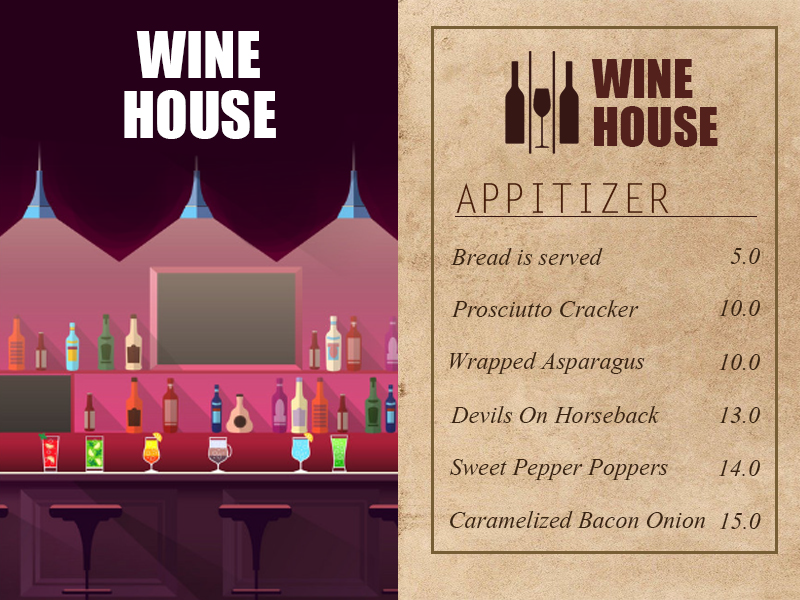 WINE
HOUSE
WINE
HOUSE
APPITIZER
Bread is served 5.0
Prosciutto Cracker 10.0
Wrapped Asparagus 10.0
Devils On Horseback 13.0
Sweet Pepper Poppers 14.0
Caramelized Bacon Onion 15.0